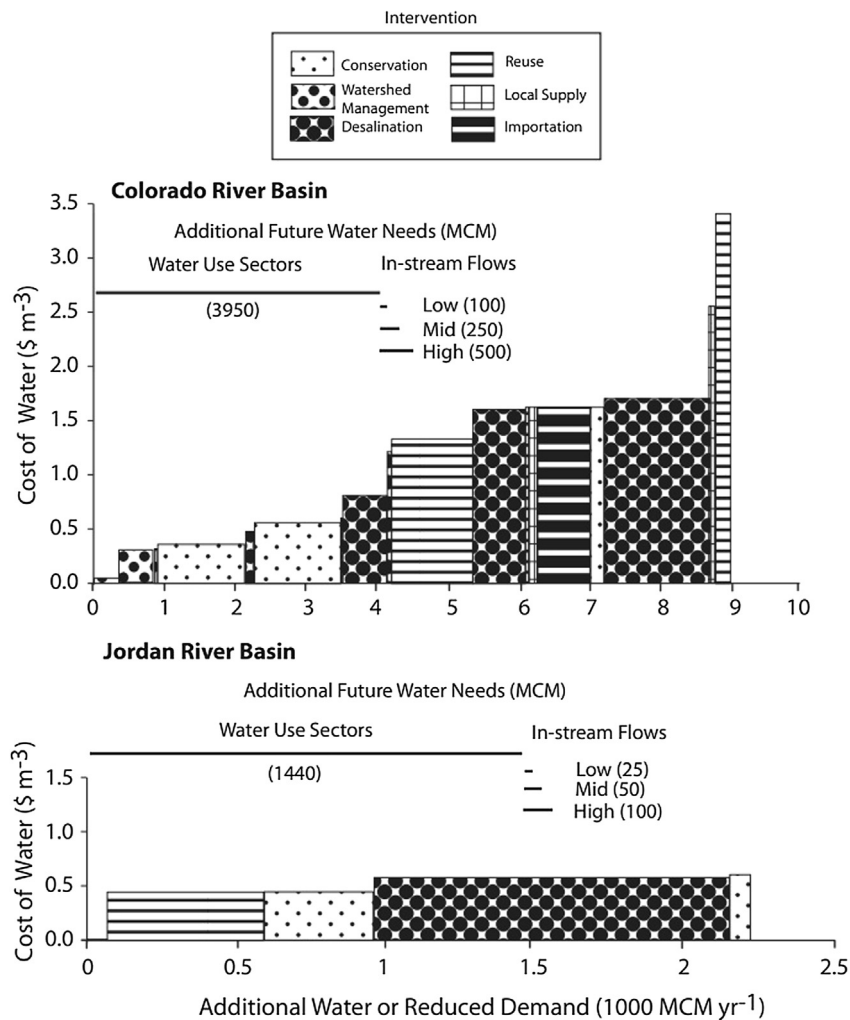 Intervention
Conservation
Reuse
Watershed
Management
Local Supply
Desalination
Importation
Colorado River Basin
Additional Future Water Needs (MCM)
Water Use Sectors
In-stream Flows
(3950)
Low (100)
Mid (250)
High (500)
Cost of Water ($ m-3)
3.5
3.0
2.5
2.0
1.5
1.0
0.5
0.0
0 1 2 3 4 5 6 7 8 9 10
Jordan River Basin
Additional Future Water Needs (MCM)
Water Use Sectors
In-stream Flows
(1440)
Low (25)
Mid (50)
High (100)
Cost of Water ($ m-3)
1.5
1.0
0.5
0.0
0 0.5 1 1.5 2 2.5
Additional Water or Reduced Demand (1000 MCM yr-1)